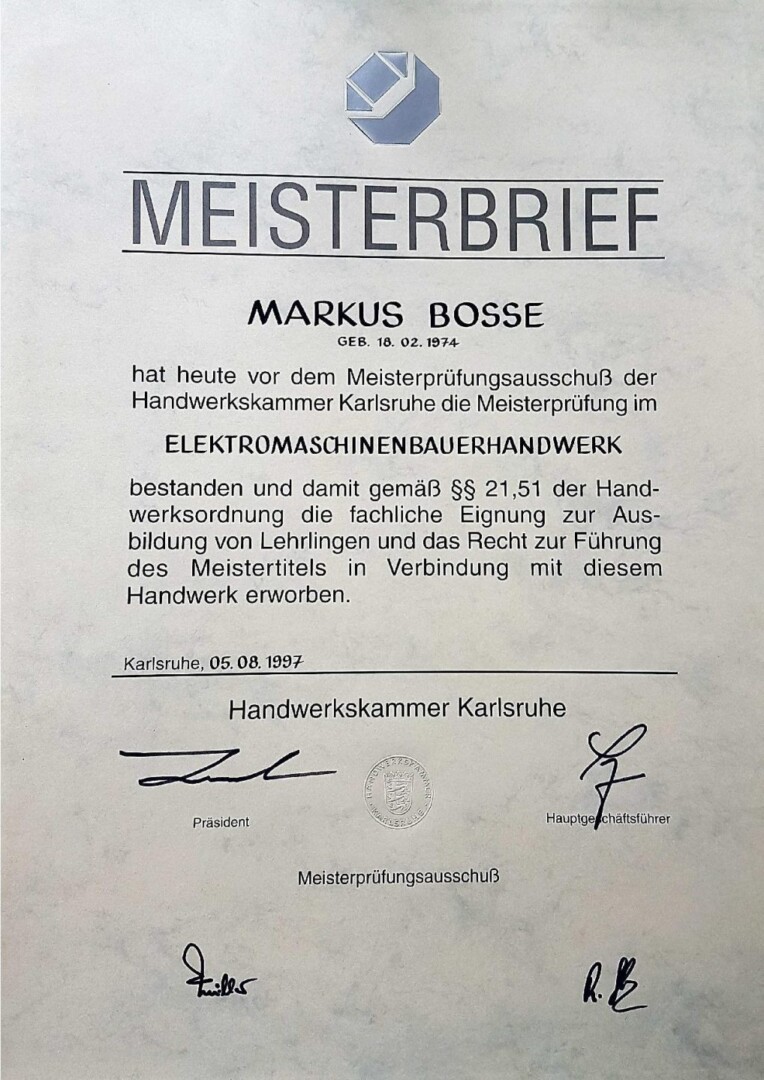 MEISTERBRIEF
MARKUS BOSSE
GEB. 18. 02. 1974
hat heute vor dem Meisterprüfungsausschuß der
Handwerkskammer Karlsruhe die Meisterprüfung im
ELEKTROMASCHINENBAUERHANDWERK
bestanden und damit gemäß §§ 21,51 der Hand-
werksordnung die fachliche Eignung zur Aus-
bildung von Lehrlingen und das Recht zur Führung
des Meistertitels in Verbindung mit diesem
Handwerk erworben.
Karlsruhe, 05. 08. 1997
Handwerkskammer Karlsruhe
HANDWERKSKAMMER KARLSRUHE
Präsident
Hauptgeschäftsführer
Meisterprüfungsausschuß